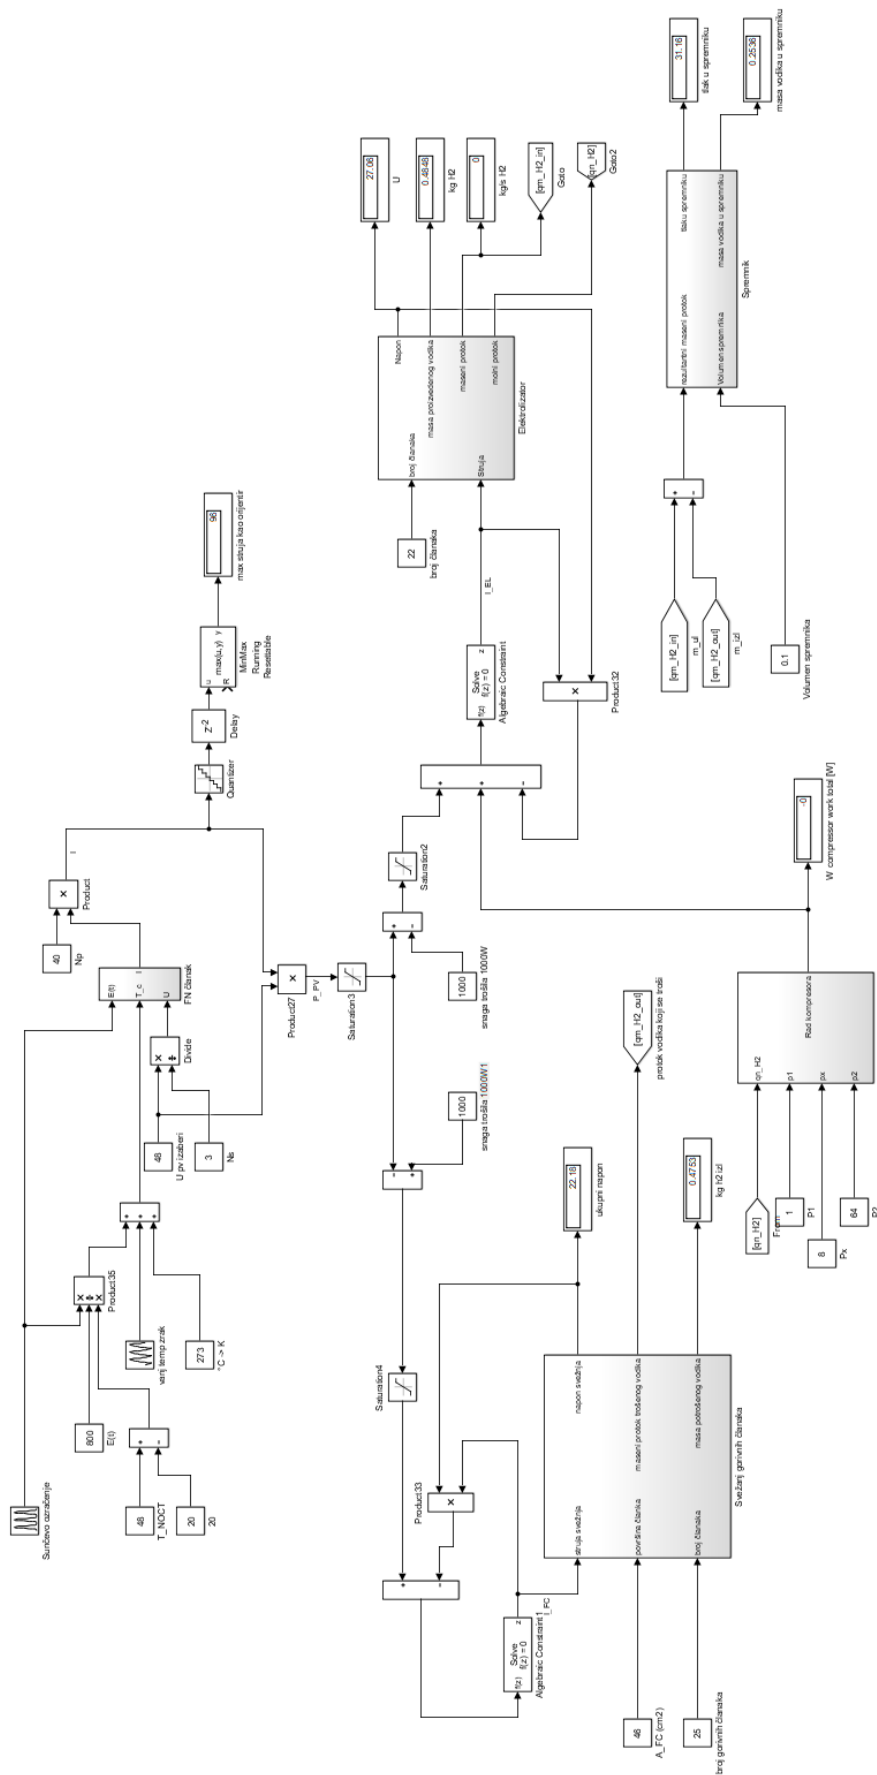 Sunčevo ozračenje
800
E(t)
48
T_NOCT
20
20
Product35
vanj temp zrak
273
°C -> K
48
U pv izaberi
3
Ns
Divide
E(t)
T_c
U
I
FN članak
40
Np
Product
I
Quantizer
Z-2
Delay
u
R
max(u,y)
y
MinMax
Running
Resettable
96
max struja kao orijentir
Product27
P_PV
Saturation3
1000
snaga trošila 1000W
1000
snaga trošila 1000W1
Saturation2
Saturation4
Solve
f(z) = 0
f(z)
z
Algebraic Constraint
I_EL
22
broj članaka
broj članaka
Struja
Napon
masa proizvedenog vodika
maseni protok
molni protok
Elektrolizator
27.06
U
0.4848
kg H2
0
kg/s H2
[qm_H2_in]
Goto
[qn_H2]
Goto2
Product32
Product33
Solve
f(z) = 0
f(z)
z
Algebraic Constraint1
I_FC
46
A_FC (cm2)
25
broj gorivnih članaka
struja svežnja
površina članka
broj članaka
napon svežnja
maseni protok trošenog vodika
masa potrošenog vodika
Svežanj gorivnih članaka
22.18
ukupni napon
[qm_H2_out]
protok vodika koji se troši
0.4753
kg h2 izl
[qn_H2]
From
1
P1
8
Px
64
P2
qn_H2
p1
px
p2
Rad kompresora
-0
W compressor work total [W]
[qm_H2_in]
m_ul
[qm_H2_out]
m_izl
0.1
Volumen spremnika
rezultantni maseni protok
Volumen spremnika
tlak u spremniku
masa vodika u spremniku
Spremnik
31.16
tlak u spremniku
0.2536
masa vodika u spremniku